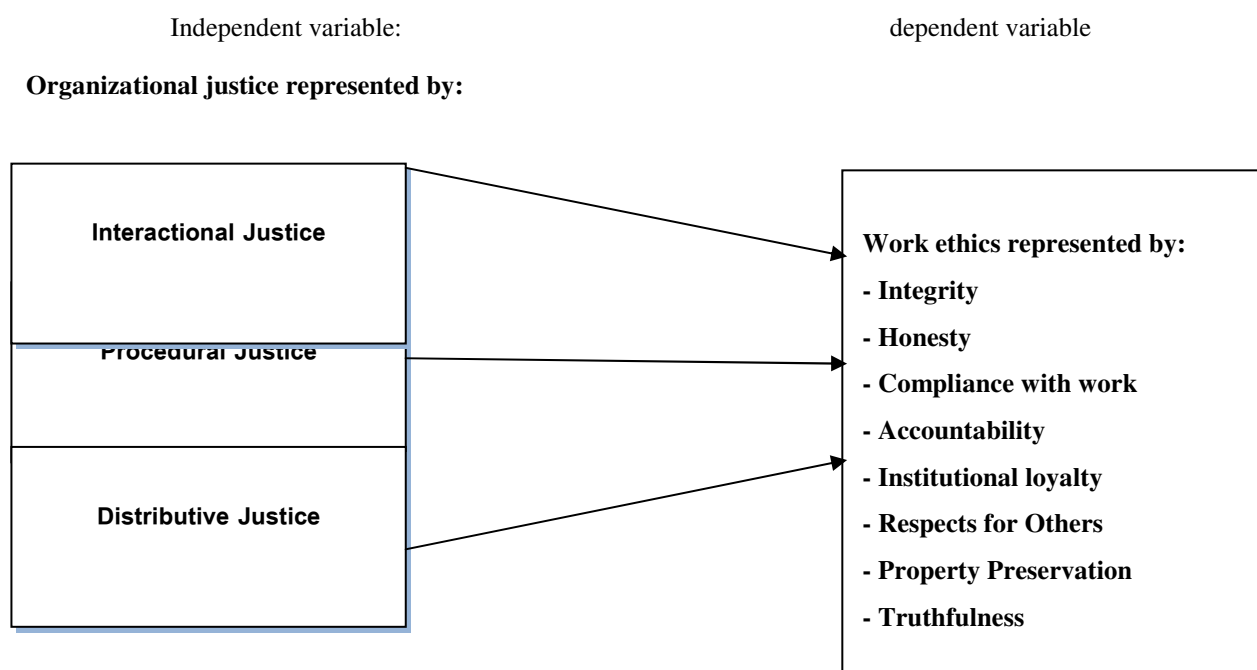 Independent variable:
dependent variable
Organizational justice represented by:
Interactional Justice
Procedural Justice
Distributive Justice
Work ethics represented by:
- Integrity
- Honesty
- Compliance with work
- Accountability
- Institutional loyalty
- Respects for Others
- Property Preservation
- Truthfulness